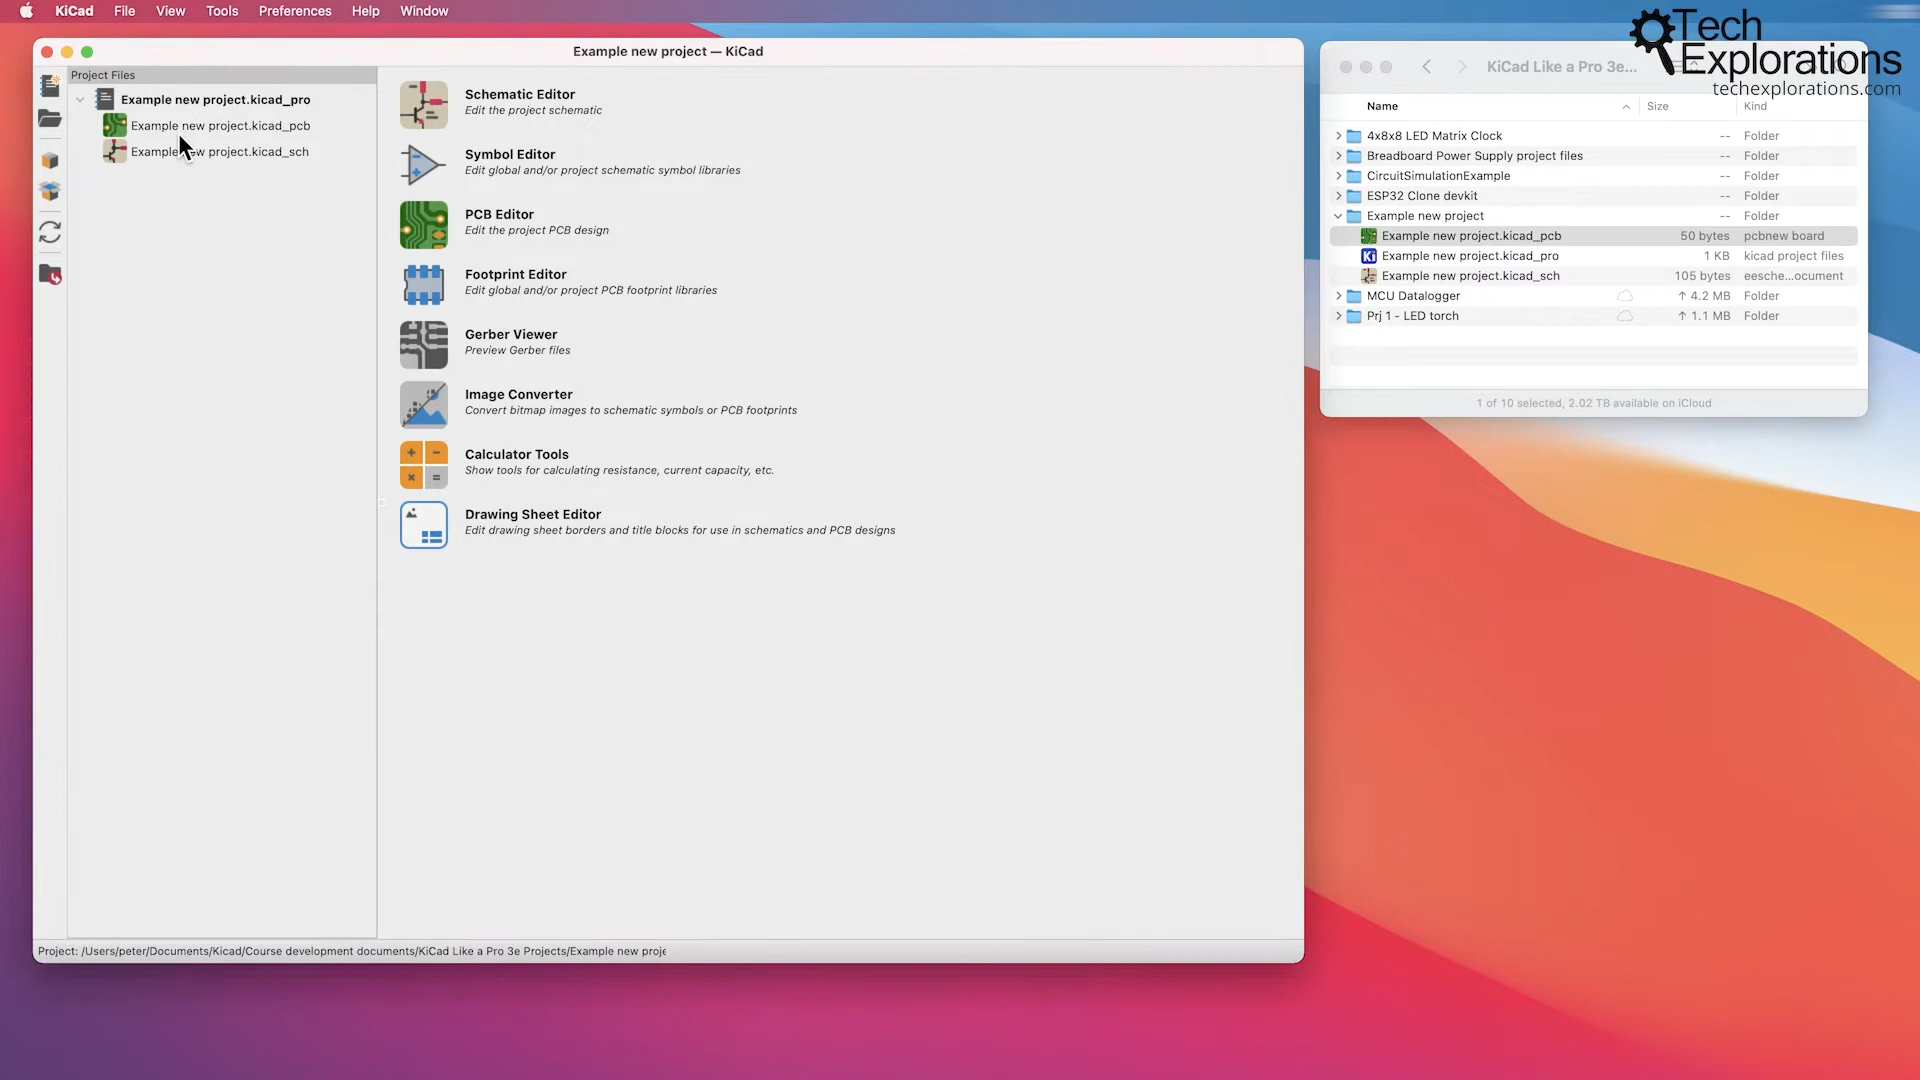 KiCad File View Tools Preferences Help Window
Tech
Explorations
techexplorations.com
Example new project — KiCad
Project Files
Example new project.kicad_pro
Example new project.kicad_pcb
Example new project.kicad_sch
Schematic Editor
Edit the project schematic
Symbol Editor
Edit global and/or project schematic symbol libraries
PCB Editor
Edit the project PCB design
Footprint Editor
Edit global and/or project PCB footprint libraries
Gerber Viewer
Preview Gerber files
Image Converter
Convert bitmap images to schematic symbols or PCB footprints
Calculator Tools
Show tools for calculating resistance, current capacity, etc.
Drawing Sheet Editor
Edit drawing sheet borders and title blocks for use in schematics and PCB designs
Project: /Users/peter/Documents/Kicad/Course development documents/KiCad Like a Pro 3e Projects/Example new proje
KiCad Like a Pro 3e...
Name Size Kind
4x8x8 LED Matrix Clock -- Folder
Breadboard Power Supply project files -- Folder
CircuitSimulationExample -- Folder
ESP32 Clone devkit -- Folder
Example new project -- Folder
Example new project.kicad_pcb 50 bytes pcbnew board
Ki Example new project.kicad_pro 1 KB kicad project files
Example new project.kicad_sch 105 bytes eesche...ocument
MCU Datalogger ↑ 4.2 MB Folder
Prj 1 - LED torch ↑ 1.1 MB Folder
1 of 10 selected, 2.02 TB available on iCloud